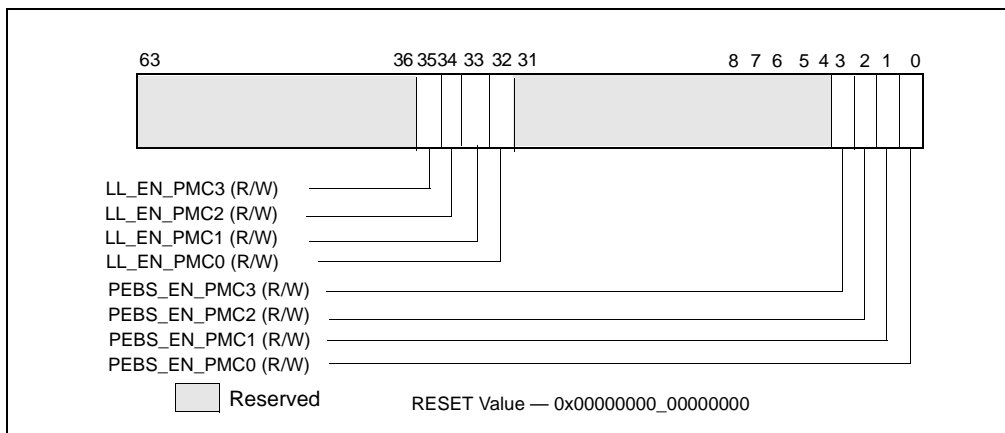 63 36 35 34 33 32 31 8 7 6 5 4 3 2 1 0
LL_EN_PMC3 (R/W)
LL_EN_PMC2 (R/W)
LL_EN_PMC1 (R/W)
LL_EN_PMC0 (R/W)
PEBS_EN_PMC3 (R/W)
PEBS_EN_PMC2 (R/W)
PEBS_EN_PMC1 (R/W)
PEBS_EN_PMC0 (R/W)
Reserved RESET Value — 0x00000000_00000000